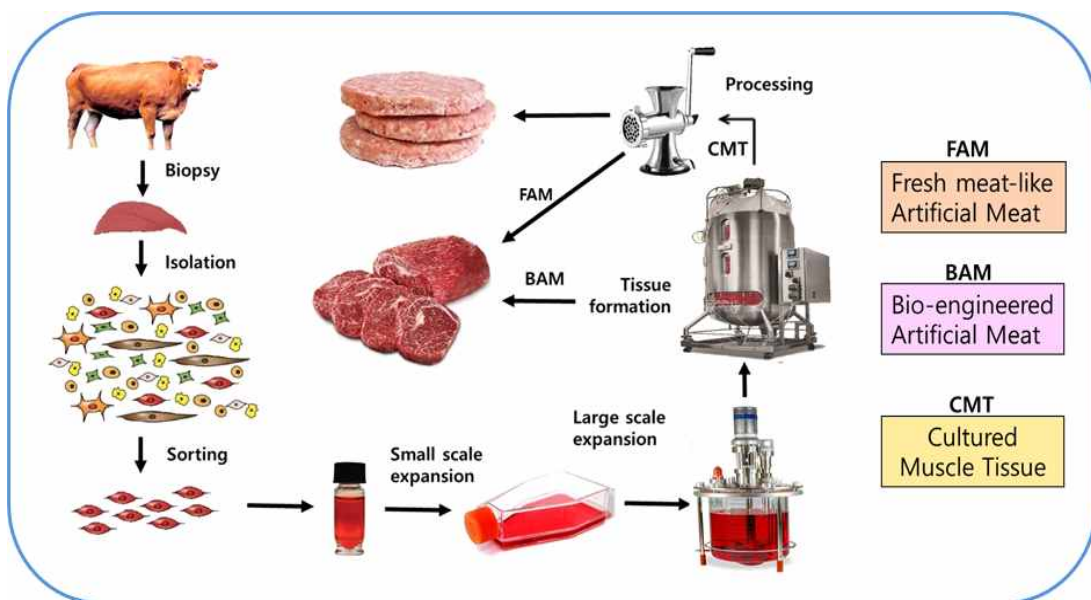 Biopsy
Isolation
Sorting
Small scale
expansion
Large scale
expansion
Tissue
formation
BAM
FAM
CMT
Processing
FAM
Fresh meat-like
Artificial Meat
BAM
Bio-engineered
Artificial Meat
CMT
Cultured
Muscle Tissue